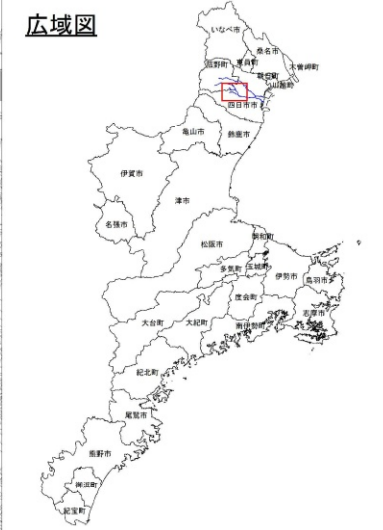 広域図
いなべ市
桑名市
東員町
木曽岬町
菰野町
朝日町
川越町
四日市市
亀山市
鈴鹿市
伊賀市
津市
名張市
松阪市
明和町
多気町
玉城町
伊勢市
鳥羽市
度会町
志摩市
大台町
大紀町
南伊勢町
紀北町
尾鷲市
熊野市
御浜町
紀宝町